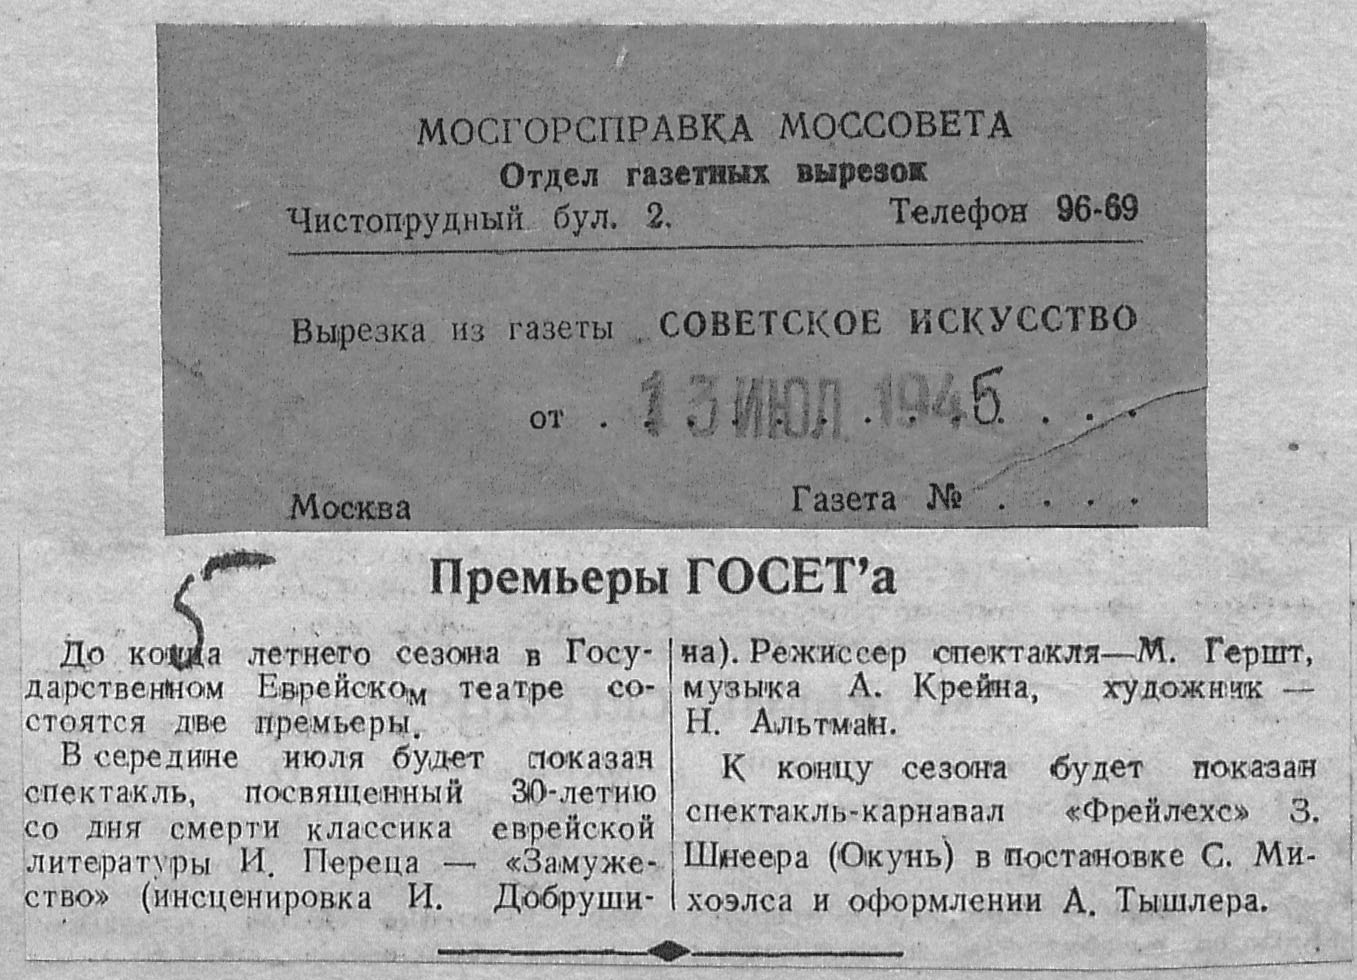 МОСГОРСПРАВКА МОССОВЕТА
Отдел газетных вырезок
Чистопрудный бул. 2. Телефон 96-69
Вырезка из газеты СОВЕТСКОЕ ИСКУССТВО
от . 13 ИЮЛ 1945 . . . .
Москва Газета № . . . .
5
Премьеры ГОСЕТ’а
До конца летнего сезона в Госу-
дарственном Еврейском театре со-
стоятся две премьеры.
В середине июля будет показан
спектакль, посвященный 30-летию
со дня смерти классика еврейской
литературы И. Переца — «Замуже-
ство» (инсценировка И. Добруши-
на). Режиссер спектакля—М. Гершт,
музыка А. Крейна, художник —
Н. Альтман.
К концу сезона будет показан
спектакль-карнавал «Фрейлехс» З.
Шнеера (Окунь) в постановке С. Ми-
хоэлса и оформлении А. Тышлера.